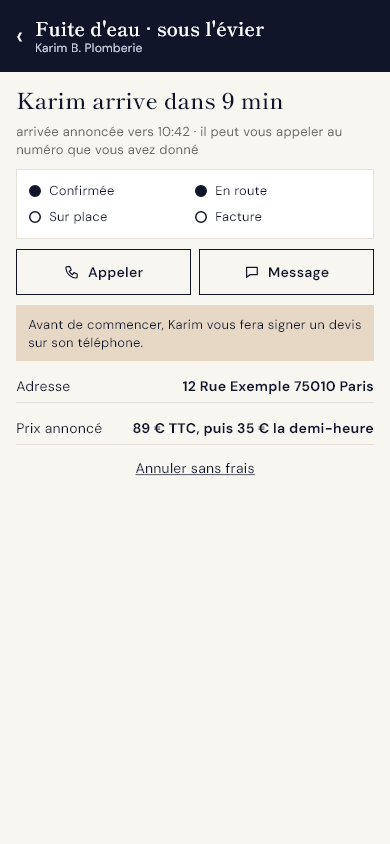 Fuite d'eau · sous l'évier
Karim B. Plomberie
Karim arrive dans 9 min
arrivée annoncée vers 10:42 · il peut vous appeler au
numéro que vous avez donné
Confirmée
En route
Sur place
Facture
Appeler
Message
Avant de commencer, Karim vous fera signer un devis
sur son téléphone.
Adresse
12 Rue Exemple 75010 Paris
Prix annoncé
89 € TTC, puis 35 € la demi-heure
Annuler sans frais